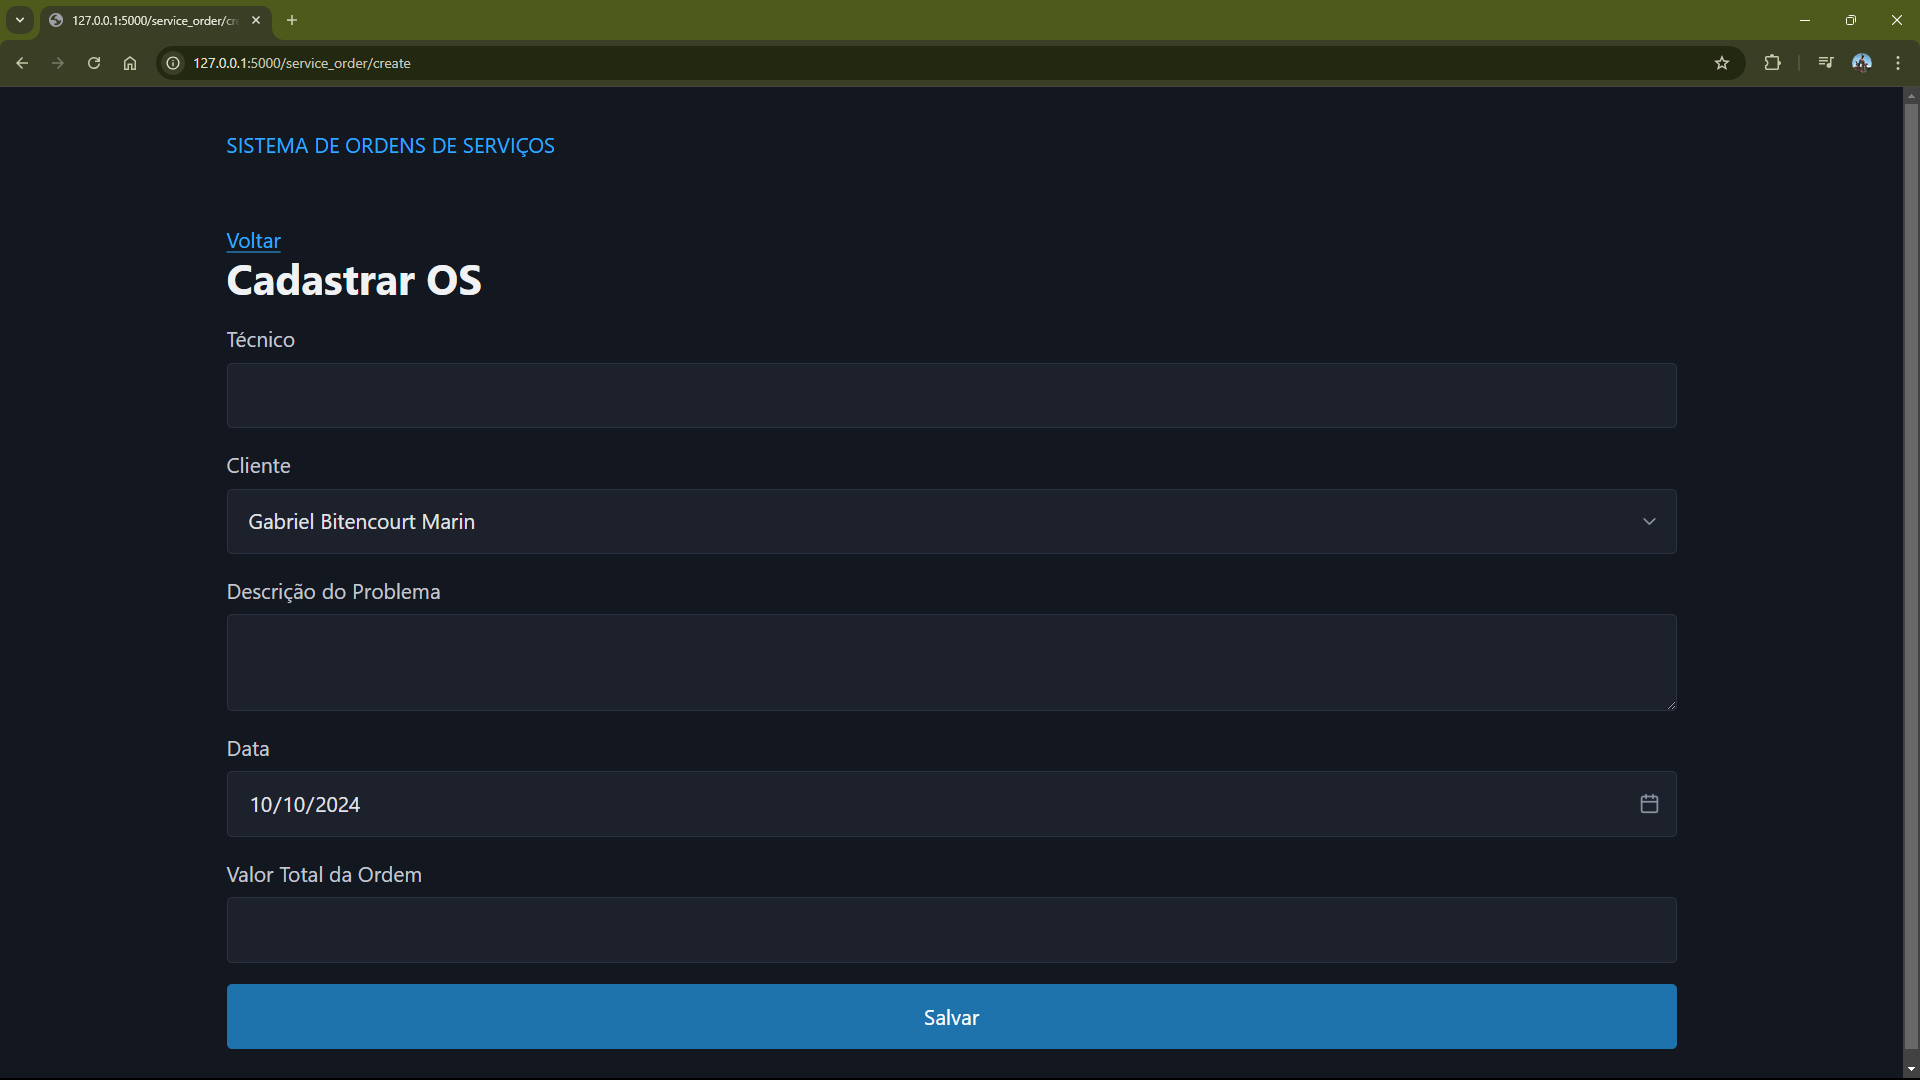 127.0.0.1:5000/service_order/cr
127.0.0.1:5000/service_order/create
SISTEMA DE ORDENS DE SERVIÇOS
Voltar
Cadastrar OS
Técnico
Cliente
Gabriel Bitencourt Marin
Descrição do Problema
Data
10/10/2024
Valor Total da Ordem
Salvar